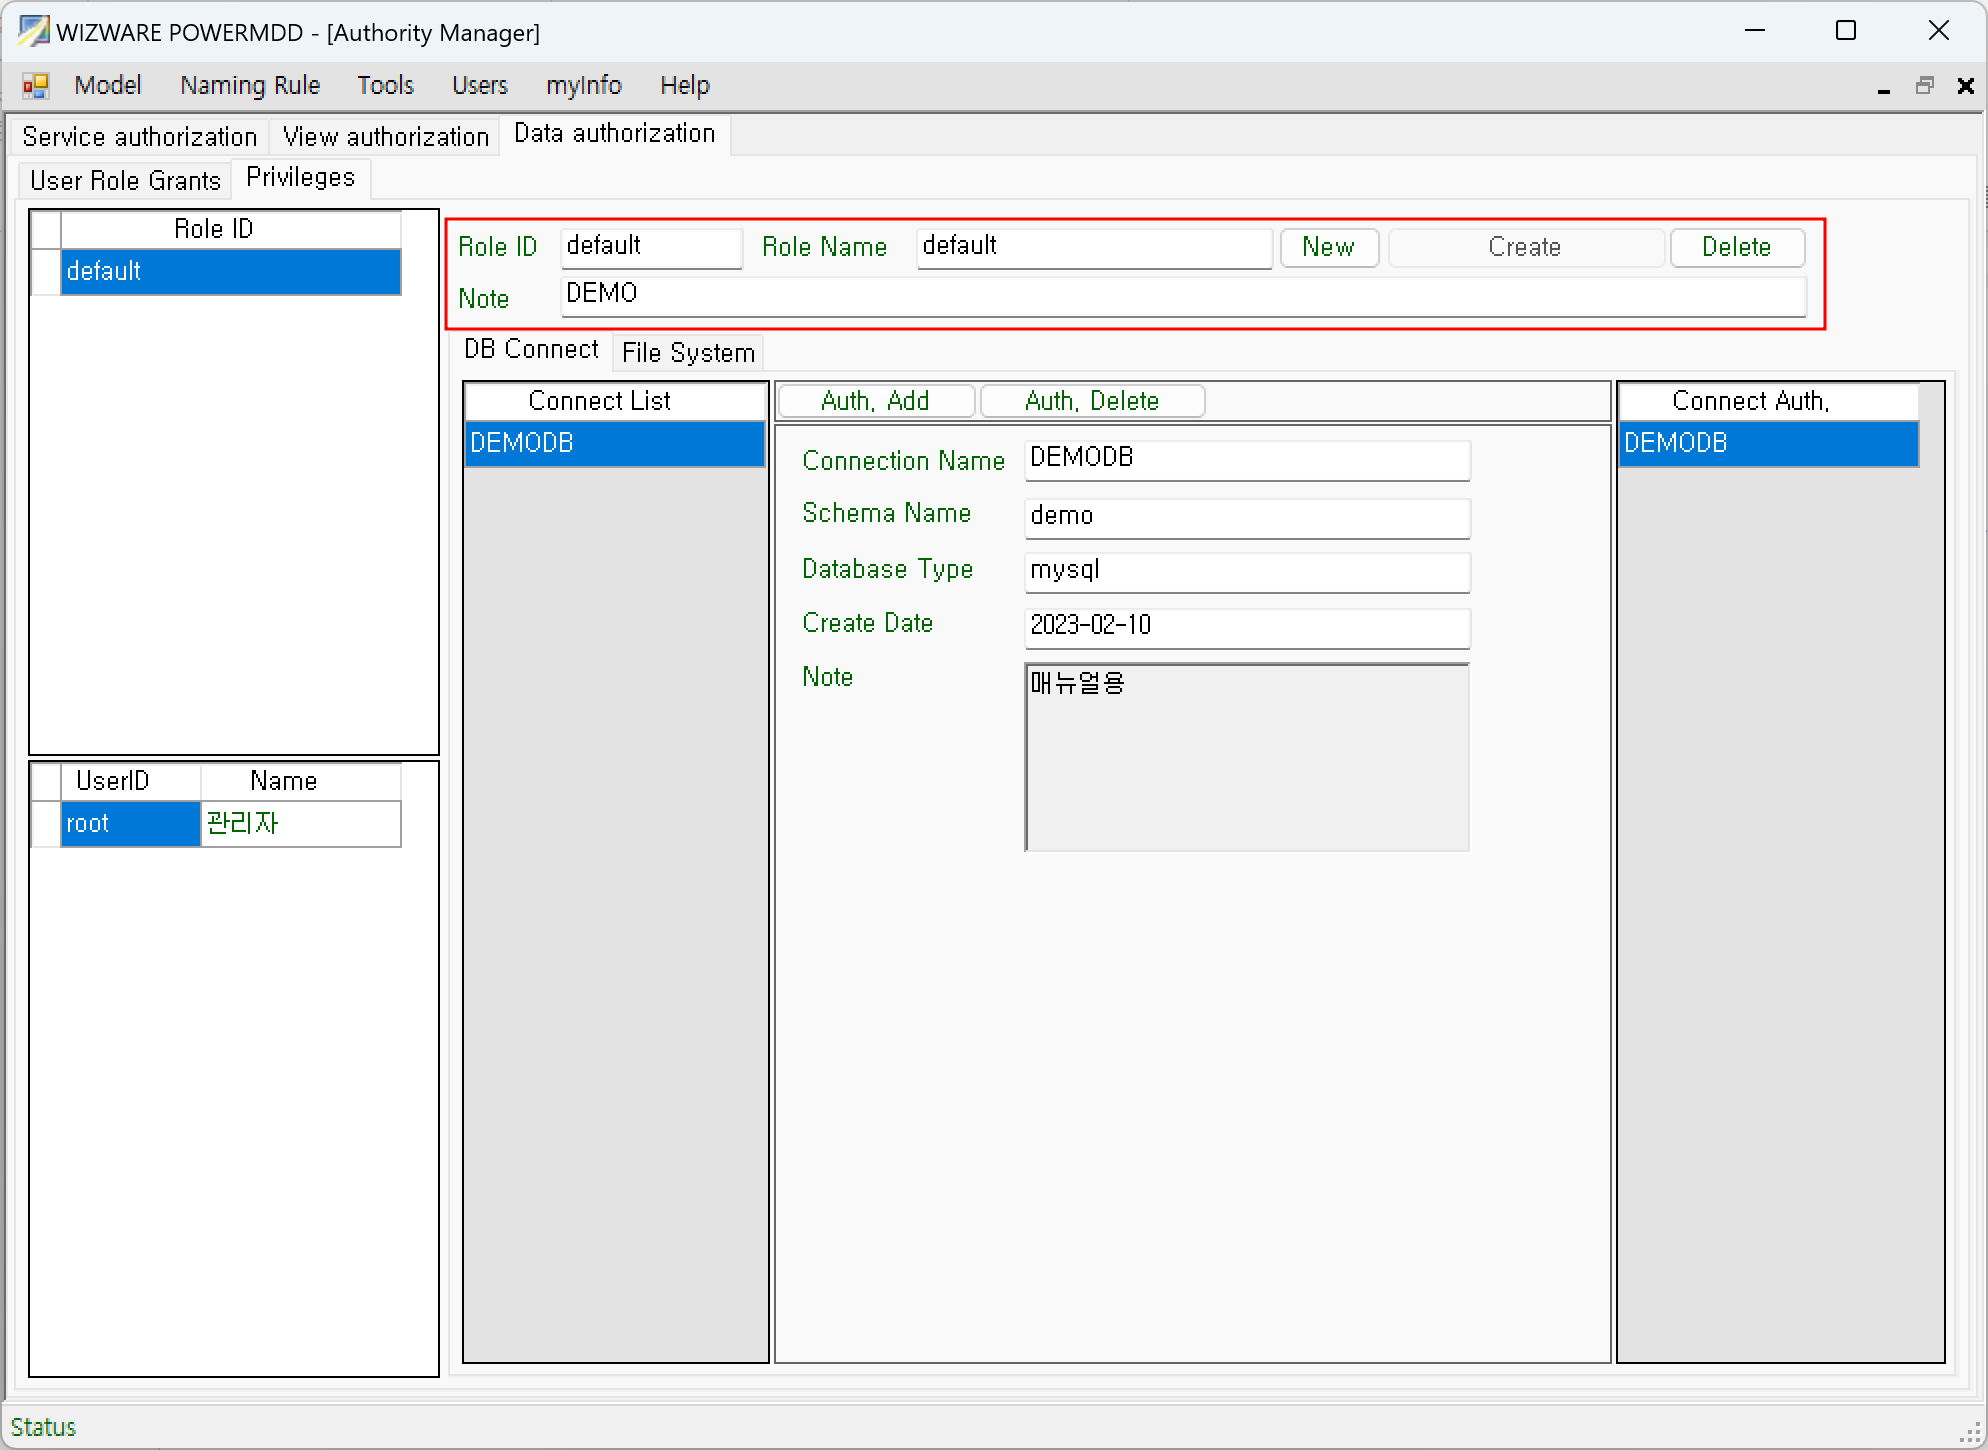 WIZWARE POWERMDD - [Authority Manager]
Model Naming Rule Tools Users myInfo Help
Service authorization View authorization Data authorization
User Role Grants Privileges
Role ID
default
Role ID default Role Name default New Create Delete
Note DEMO
DB Connect File System
Connect List
DEMODB
Auth. Add Auth. Delete
Connection Name DEMODB
Schema Name demo
Database Type mysql
Create Date 2023-02-10
Note 매뉴얼용
Connect Auth.
DEMODB
UserID Name
root 관리자
Status